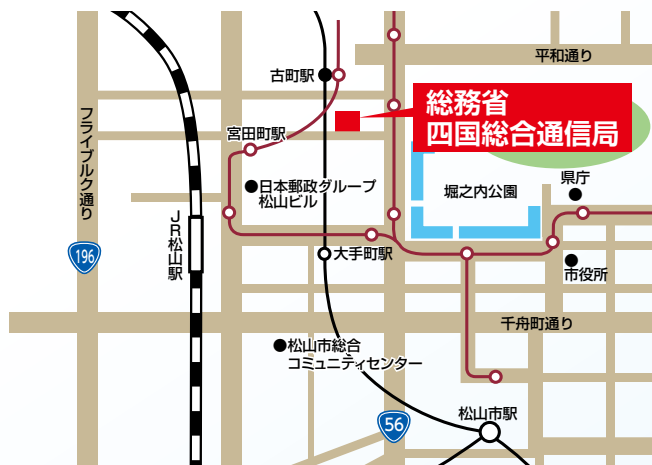 平和通り
古町駅
総務省
四国総合通信局
フライブルク通り
宮田町駅
日本郵政グループ
松山ビル
堀之内公園
県庁
JR松山駅
196
大手町駅
市役所
千舟町通り
松山市総合
コミュニティセンター
56
松山市駅